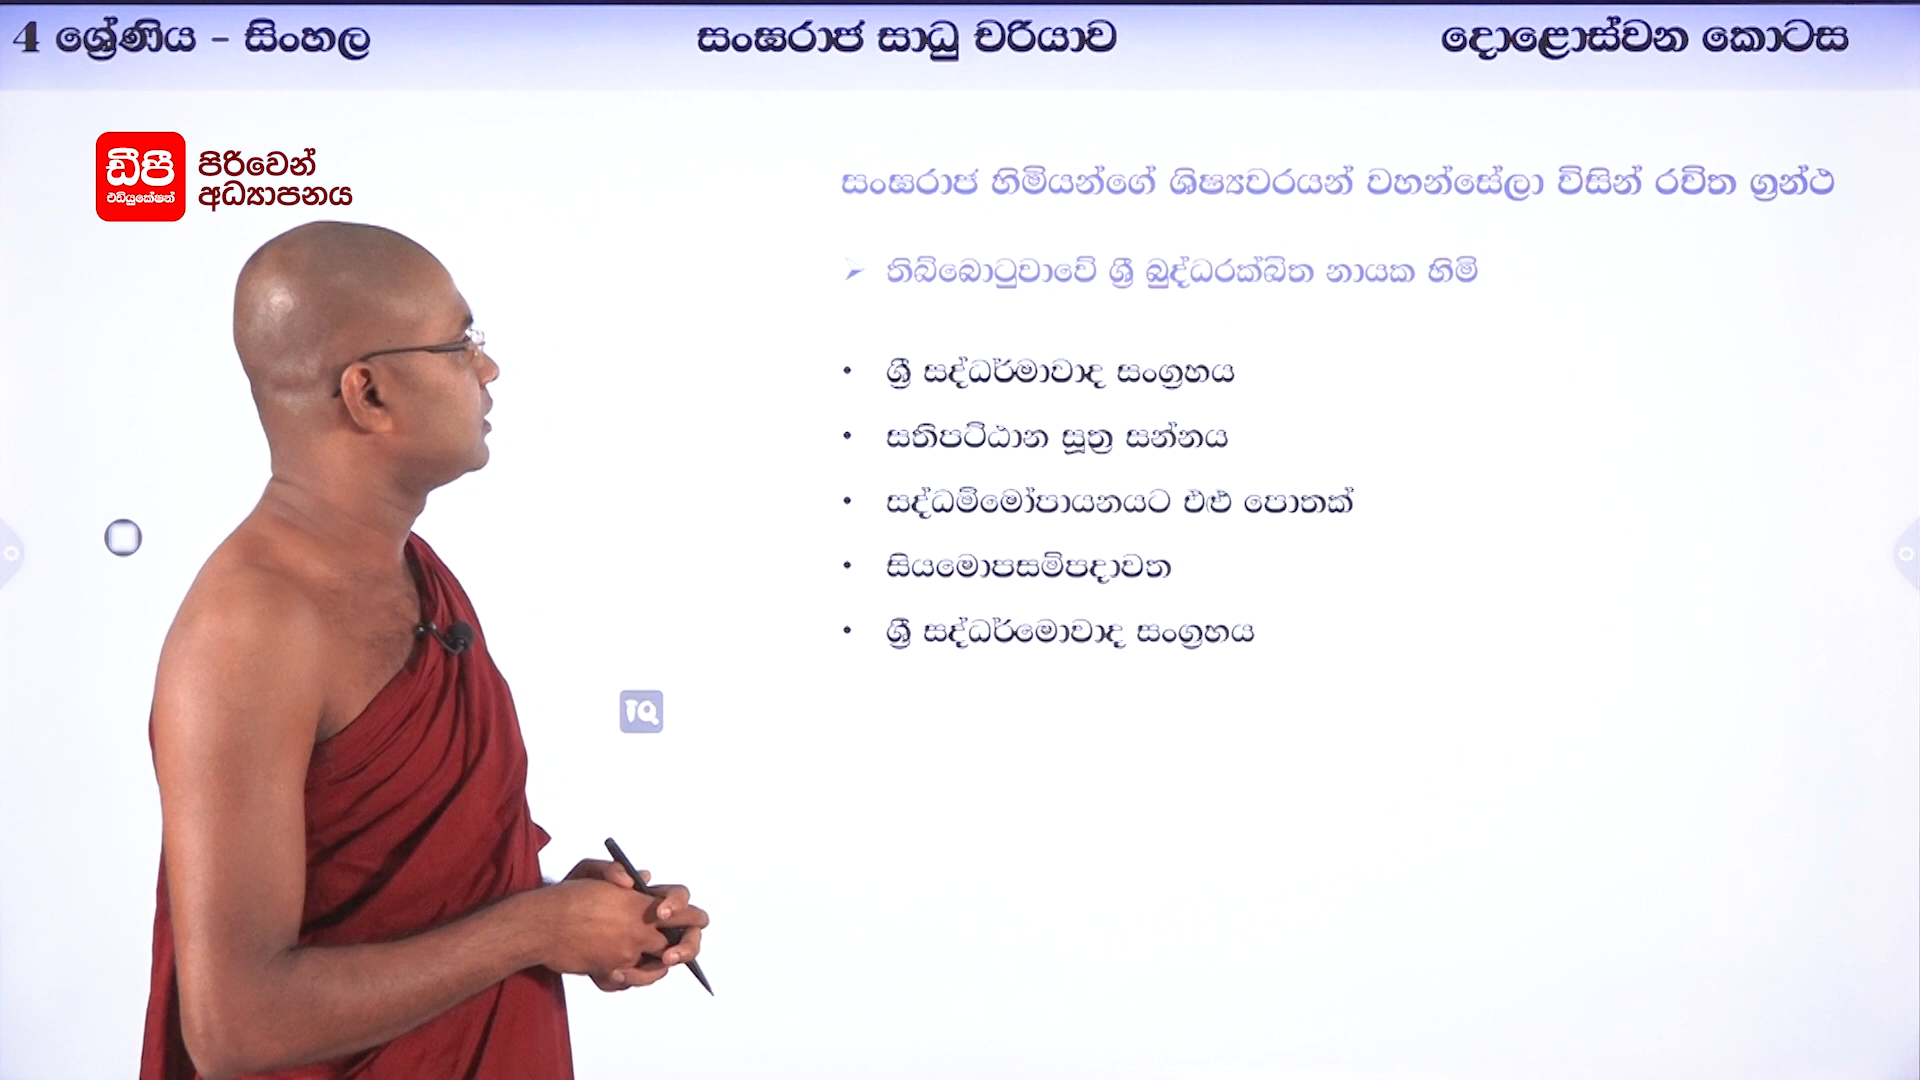 4 ශ්‍රේණිය - සිංහල
සංඝරාජ සාධු චරියාව
දොළොස්වන කොටස
ඩීපී
එඩියුකේෂන්
පිරිවෙන්
අධ්‍යාපනය
සංඝරාජ හිමියන්ගේ ශිෂ්‍යවරයන් වහන්සේලා විසින් රචිත ග්‍රන්ථ
➢ තිබ්බොටුවාවේ ශ්‍රී බුද්ධරක්ඛිත නායක හිමි
• ශ්‍රී සද්ධර්මාවාද සංග්‍රහය
• සතිපට්ඨාන සූත්‍ර සන්නය
• සද්ධම්මෝපායනයට එළු පොතක්
• සියමොපසම්පදාවත
• ශ්‍රී සද්ධර්මොවාද සංග්‍රහය
IQ